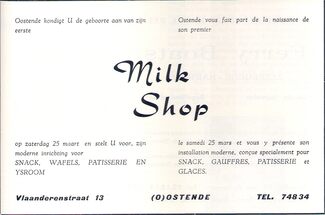 Oostende kondigt U de geboorte aan van zijn
eerste
Ostende vous fait part de la naissance de
son premier
Milk
Shop
op zaterdag 25 maart en stelt U voor, zijn
moderne inrichting voor
SNACK, WAFELS, PATISSERIE EN
YSROOM
le samedi 25 mars et vous y présente son
installation moderne, conçue specialement pour
SNACK, GAUFFRES, PATISSERIE et
GLACES.
Vlaanderenstraat 13
(O)OSTENDE
TEL. 74834